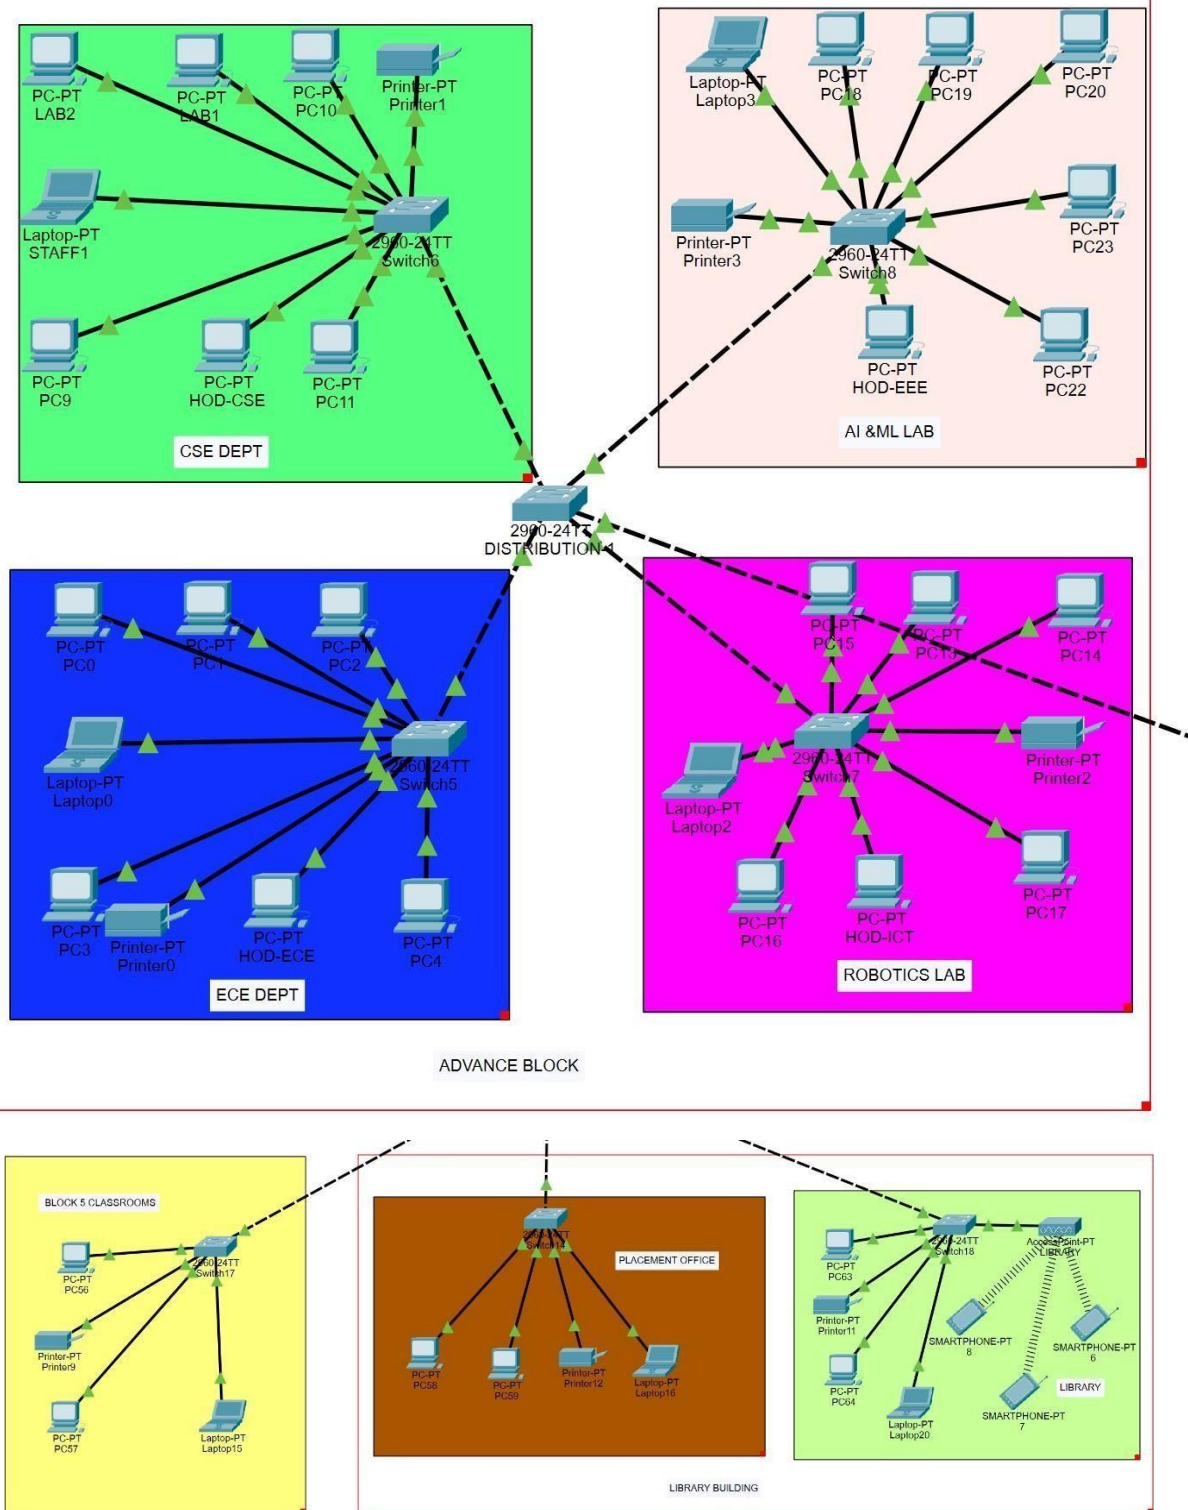 PC-PT
LAB2
PC-PT
LAB1
PC-PT
PC10
Printer-PT
Printer1
Laptop-PT
STAFF1
2960-24TT
Switch6
PC-PT
PC9
PC-PT
HOD-CSE
PC-PT
PC11
CSE DEPT
Laptop-PT
Laptop3
PC-PT
PC18
PC-PT
PC19
PC-PT
PC20
Printer-PT
Printer3
2960-24TT
Switch8
PC-PT
PC23
PC-PT
HOD-EEE
PC-PT
PC22
AI &ML LAB
2960-24TT
DISTRIBUTION-1
PC-PT
PC0
PC-PT
PC1
PC-PT
PC2
Laptop-PT
Laptop0
2960-24TT
Switch5
PC-PT
PC3
Printer-PT
Printer0
PC-PT
HOD-ECE
PC-PT
PC4
ECE DEPT
PC-PT
PC15
PC-PT
PC13
PC-PT
PC14
Laptop-PT
Laptop2
2960-24TT
Switch7
Printer-PT
Printer2
PC-PT
PC16
PC-PT
HOD-ICT
PC-PT
PC17
ROBOTICS LAB
ADVANCE BLOCK
BLOCK 5 CLASSROOMS
2960-24TT
Switch17
PC-PT
PC56
Printer-PT
Printer9
PC-PT
PC57
Laptop-PT
Laptop15
2960-24TT
Switch14
PLACEMENT OFFICE
PC-PT
PC58
PC-PT
PC59
Printer-PT
Printer12
Laptop-PT
Laptop16
2960-24TT
Switch18
AccessPoint-PT
LIBRARY
PC-PT
PC63
Printer-PT
Printer11
PC-PT
PC64
Laptop-PT
Laptop20
SMARTPHONE-PT
8
SMARTPHONE-PT
6
SMARTPHONE-PT
7
LIBRARY
LIBRARY BUILDING